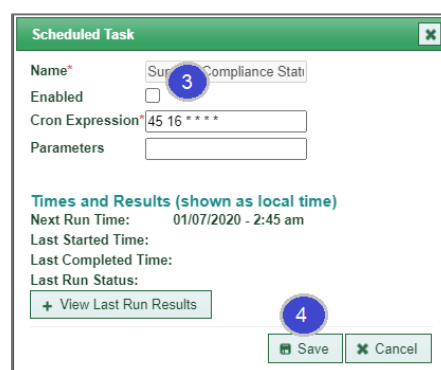 Scheduled Task
Name* Compliance Stat
3
Enabled
Cron Expression* 45 16 * * * *
Parameters
Times and Results (shown as local time)
Next Run Time: 01/07/2020 - 2:45 am
Last Started Time:
Last Completed Time:
Last Run Status:
+ View Last Run Results
4
Save Cancel